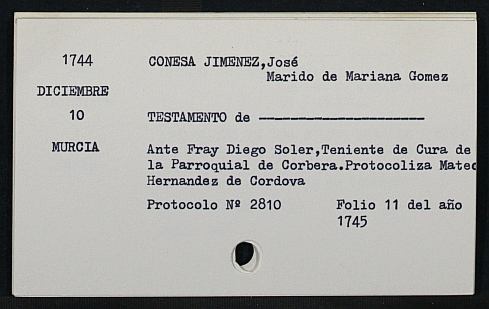 1744
CONESA JIMENEZ,José
Marido de Mariana Gomez
DICIEMBRE
10
TESTAMENTO de ---------------------
MURCIA
Ante Fray Diego Soler,Teniente de Cura de
la Parroquial de Corbera.Protocoliza Mateo
Hernandez de Cordova
Protocolo Nº 2810 Folio 11 del año
1745